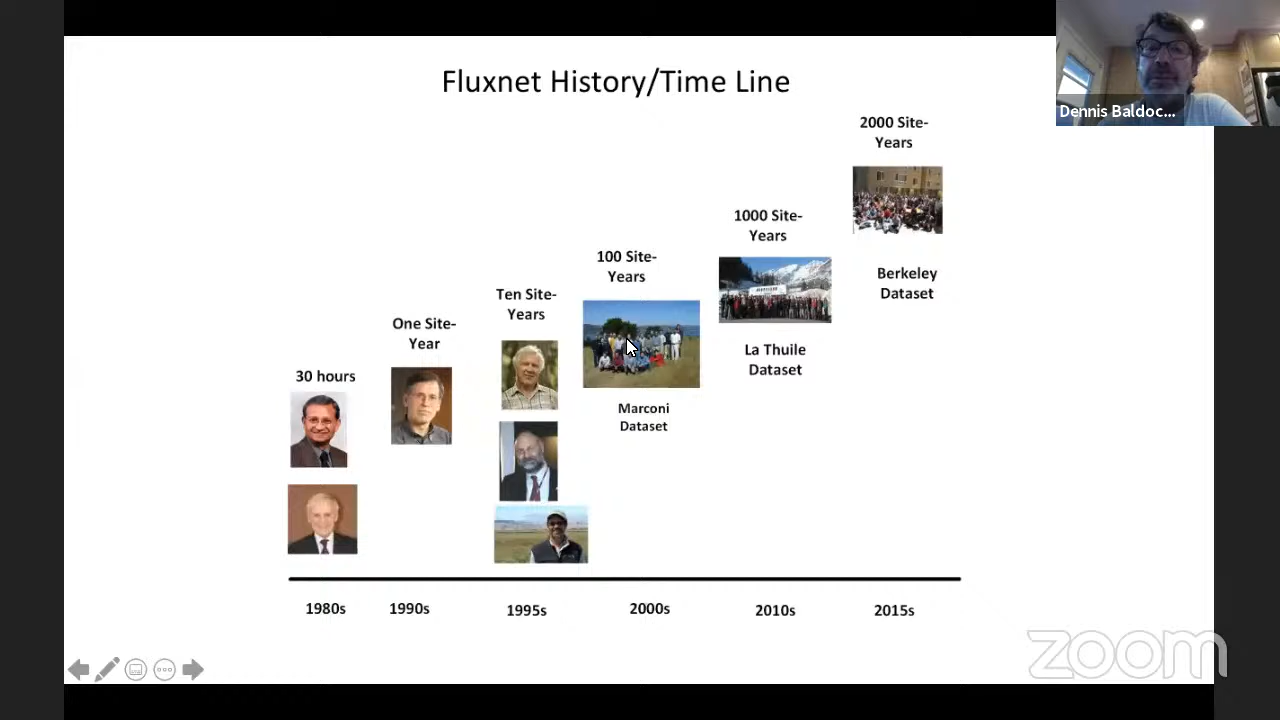 Fluxnet History/Time Line
Dennis Baldoc...
2000 Site-
Years
1000 Site-
Years
100 Site-
Years
Ten Site-
Years
One Site-
Year
30 hours
Berkeley
Dataset
La Thuile
Dataset
Marconi
Dataset
1980s
1990s
1995s
2000s
2010s
2015s
zoom